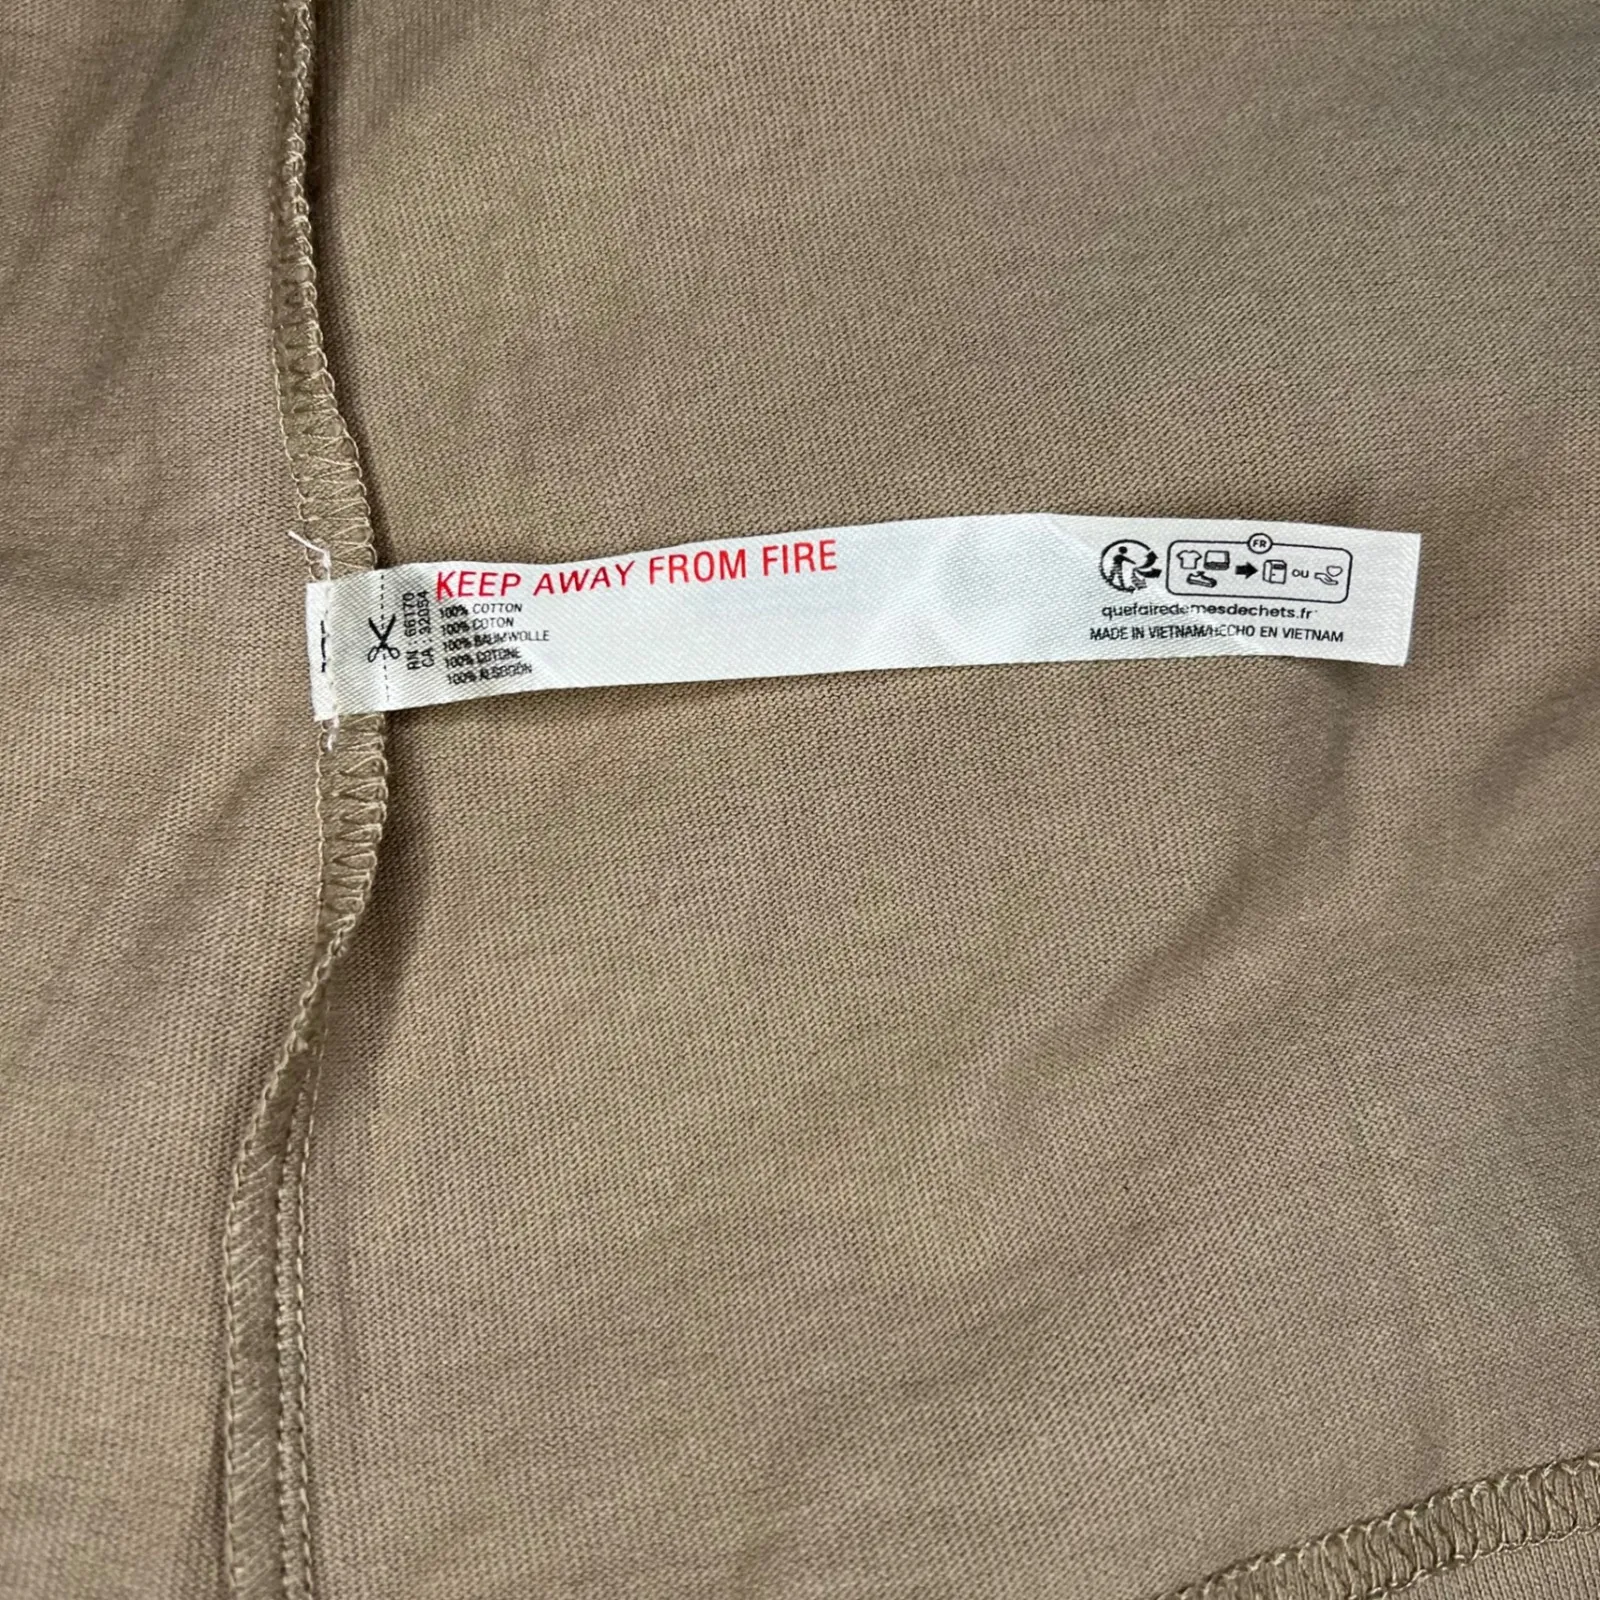 RN : 66170
CA : 32054
KEEP AWAY FROM FIRE
100% COTTON
100% COTON
100% BAUMWOLLE
100% COTONE
100% ALGODÓN
FR
OU
quefairedemesdechets.fr
MADE IN VIETNAM/HECHO EN VIETNAM